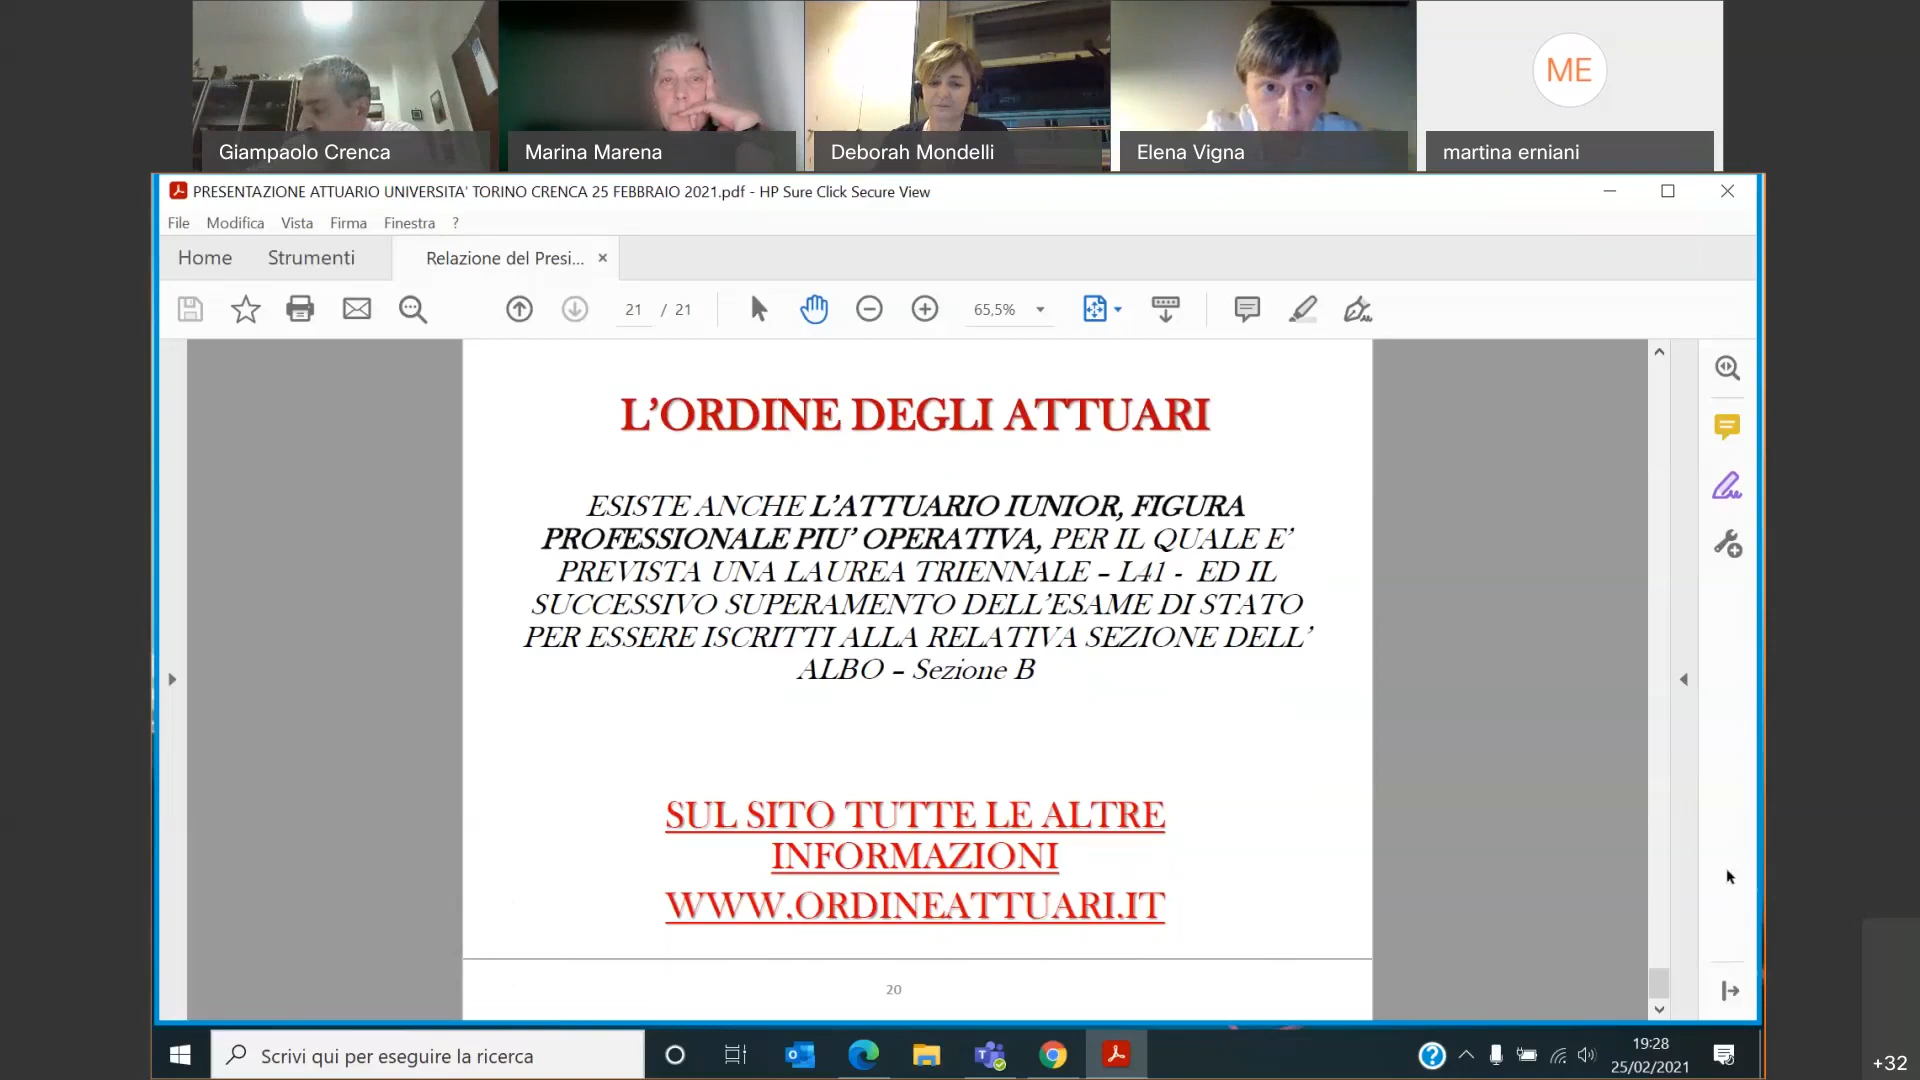 Giampaolo Crenca
Marina Marena
Deborah Mondelli
Elena Vigna
ME
martina erniani
PRESENTAZIONE ATTUARIO UNIVERSITA' TORINO CRENCA 25 FEBBRAIO 2021.pdf - HP Sure Click Secure View
File Modifica Vista Firma Finestra ?
Home Strumenti Relazione del Presi... ×
21 / 21 65,5%
L'ORDINE DEGLI ATTUARI
ESISTE ANCHE L'ATTUARIO IUNIOR, FIGURA
PROFESSIONALE PIU' OPERATIVA, PER IL QUALE E'
PREVISTA UNA LAUREA TRIENNALE – L41 - ED IL
SUCCESSIVO SUPERAMENTO DELL'ESAME DI STATO
PER ESSERE ISCRITTI ALLA RELATIVA SEZIONE DELL'
ALBO – Sezione B
SUL SITO TUTTE LE ALTRE
INFORMAZIONI
WWW.ORDINEATTUARI.IT
20
Scrivi qui per eseguire la ricerca
19:28
25/02/2021
+32